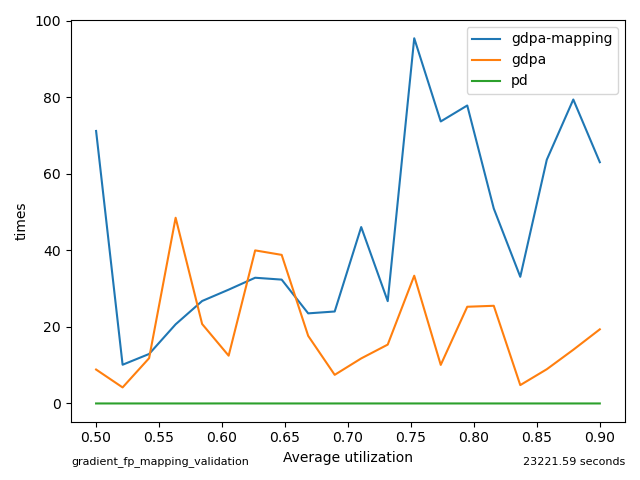 gdpa-mapping
gdpa
pd
100
80
60
40
20
0
times
0.50 0.55 0.60 0.65 0.70 0.75 0.80 0.85 0.90
Average utilization
gradient_fp_mapping_validation
23221.59 seconds